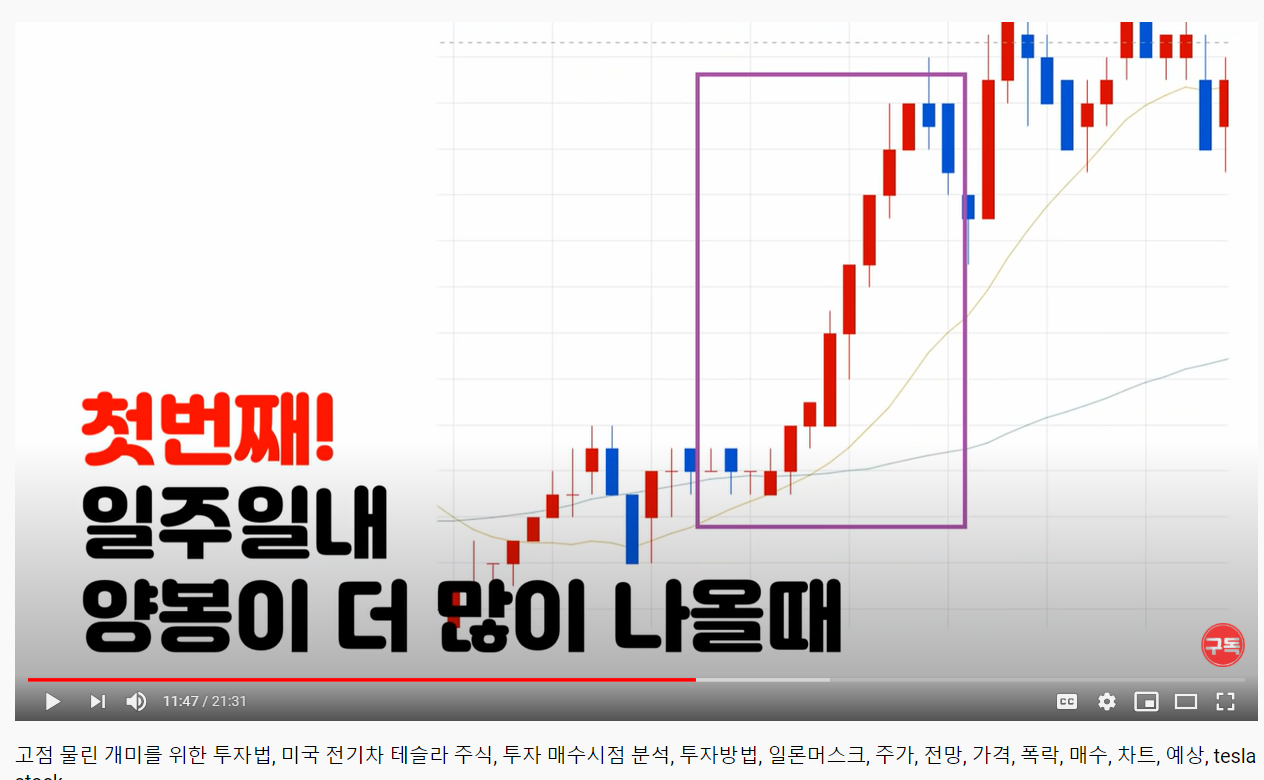 첫번째!
일주일내
양봉이 더 많이 나올때
구독
11:47 / 21:31
CC
고점 물린 개미를 위한 투자법, 미국 전기차 테슬라 주식, 투자 매수시점 분석, 투자방법, 일론머스크, 주가, 전망, 가격, 폭락, 매수, 차트, 예상, tesla
stock